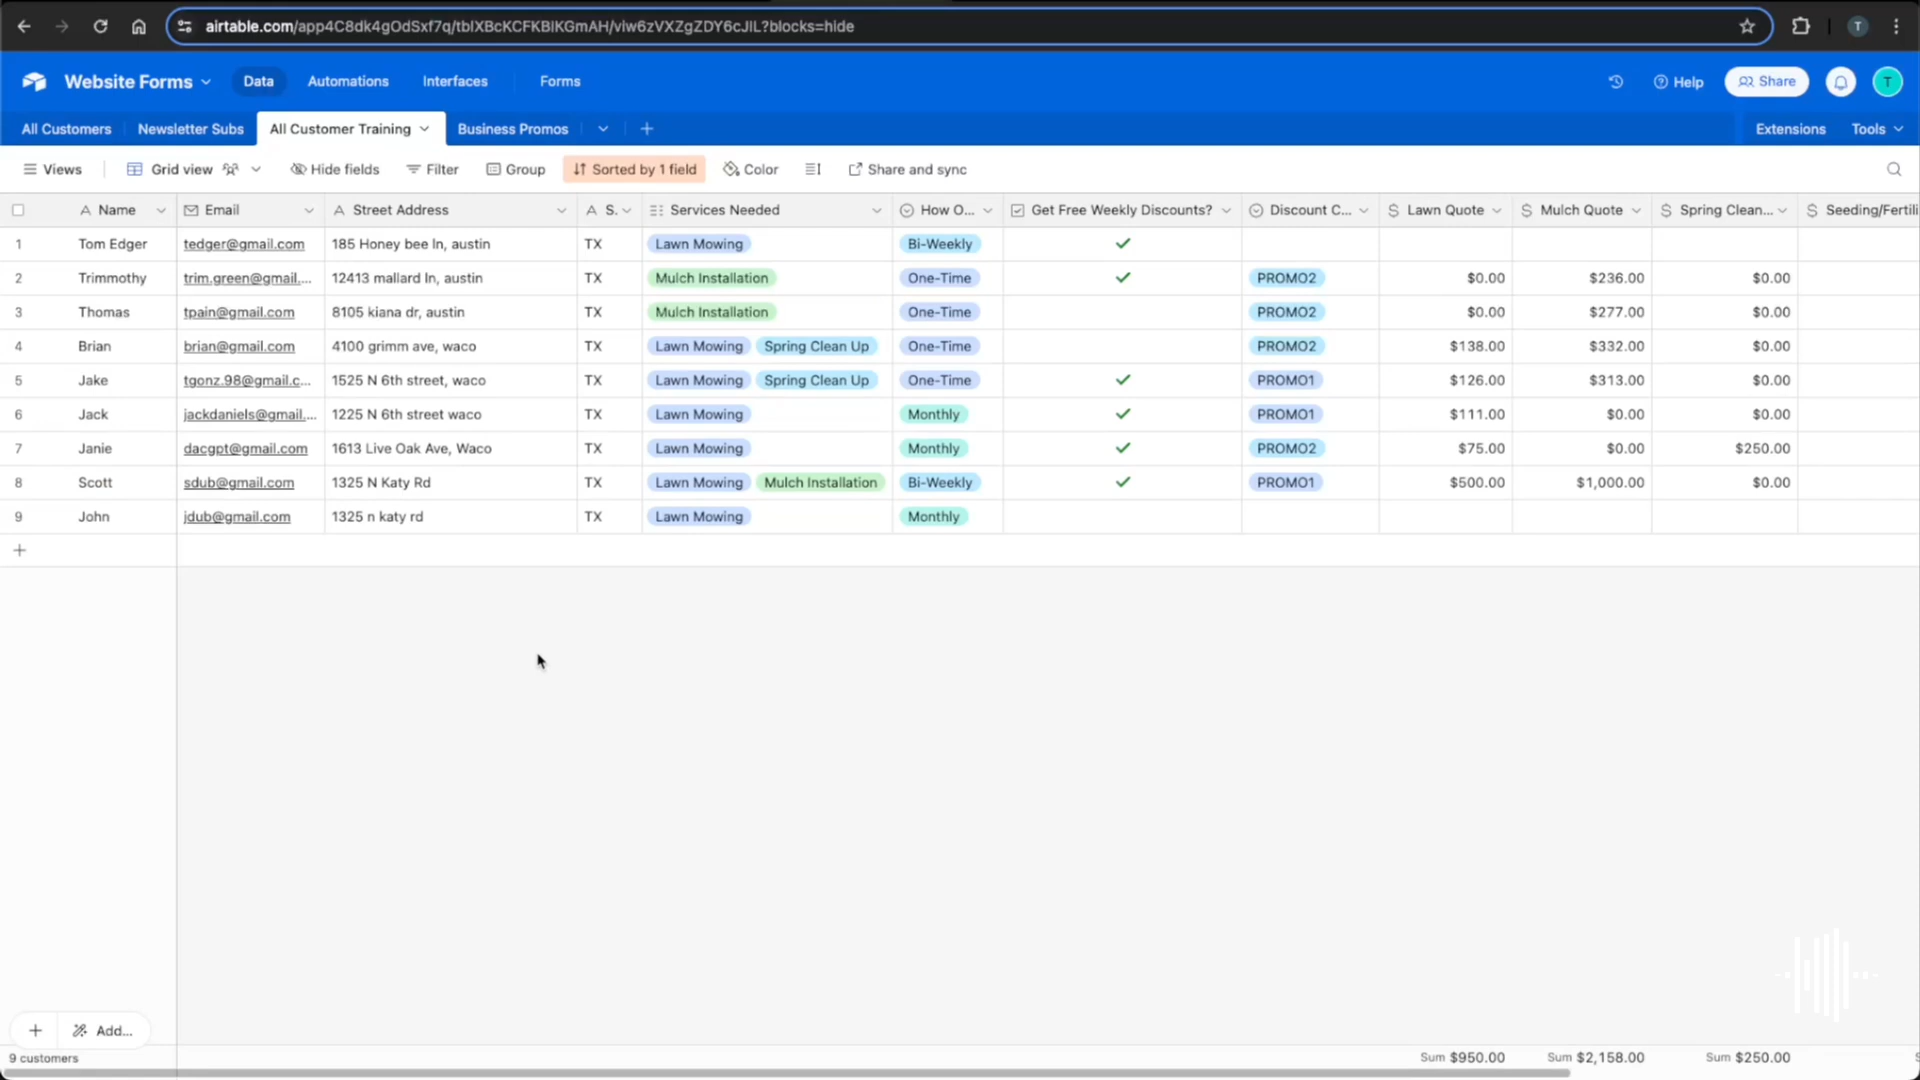 airtable.com/app4C8dk4gOdSxf7q/tblXBcKCFKBlKGmAH/viw6zVXZgZDY6cJIL?blocks=hide
T
Website Forms Data Automations Interfaces Forms Help Share T
All Customers Newsletter Subs All Customer Training Business Promos Extensions Tools
Views Grid view Hide fields Filter Group Sorted by 1 field Color Share and sync
Name Email Street Address S. Services Needed How O... Get Free Weekly Discounts? Discount C... Lawn Quote Mulch Quote Spring Clean... Seeding/Fertili
1 Tom Edger tedger@gmail.com 185 Honey bee ln, austin TX Lawn Mowing Bi-Weekly
2 Trimmothy trim.green@gmail.... 12413 mallard ln, austin TX Mulch Installation One-Time PROMO2 $0.00 $236.00 $0.00
3 Thomas tpain@gmail.com 8105 kiana dr, austin TX Mulch Installation One-Time PROMO2 $0.00 $277.00 $0.00
4 Brian brian@gmail.com 4100 grimm ave, waco TX Lawn Mowing Spring Clean Up One-Time PROMO2 $138.00 $332.00 $0.00
5 Jake tgonz.98@gmail.c... 1525 N 6th street, waco TX Lawn Mowing Spring Clean Up One-Time PROMO1 $126.00 $313.00 $0.00
6 Jack jackdaniels@gmail.... 1225 N 6th street waco TX Lawn Mowing Monthly PROMO1 $111.00 $0.00 $0.00
7 Janie dacgpt@gmail.com 1613 Live Oak Ave, Waco TX Lawn Mowing Monthly PROMO2 $75.00 $0.00 $250.00
8 Scott sdub@gmail.com 1325 N Katy Rd TX Lawn Mowing Mulch Installation Bi-Weekly PROMO1 $500.00 $1,000.00 $0.00
9 John jdub@gmail.com 1325 n katy rd TX Lawn Mowing Monthly
Add...
9 customers Sum $950.00 Sum $2,158.00 Sum $250.00